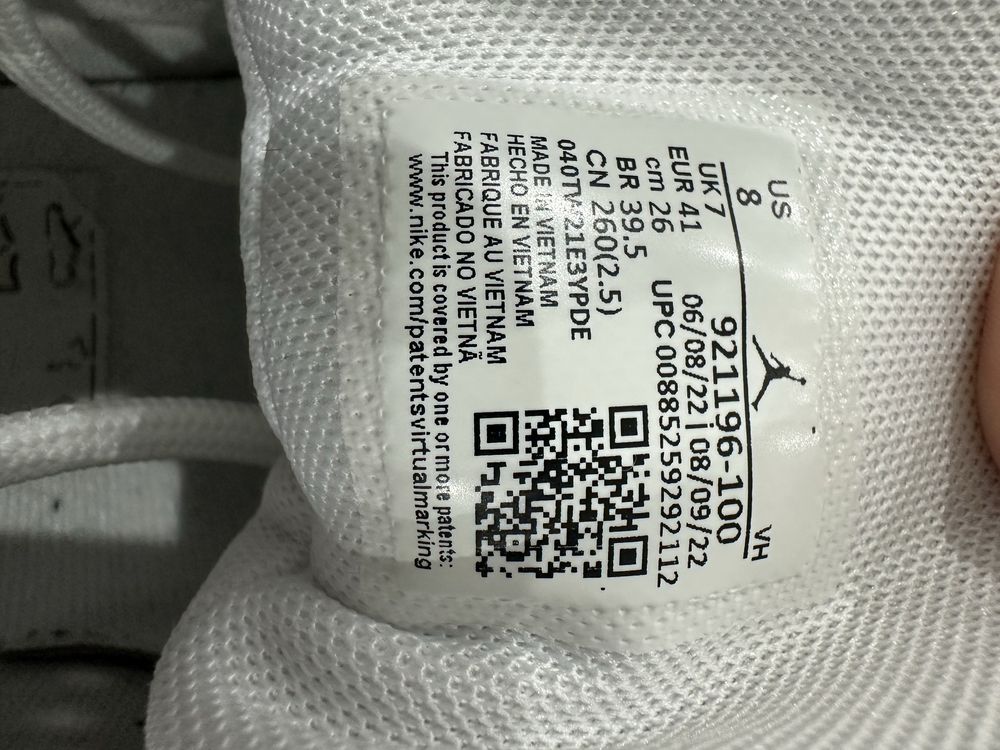 US
8 VH
UK 7 921196-100
EUR 41 06/08/22 | 08/09/22
cm 26 UPC 00885259292112
BR 39.5
CN 260(2.5)
040TV-21E3YPDE
MADE IN VIETNAM
HECHO EN VIETNAM
FABRIQUE AU VIETNAM
FABRICADO NO VIETNÃ
This product is covered by one or more patents:
www.nike.com/patentsvirtualmarking